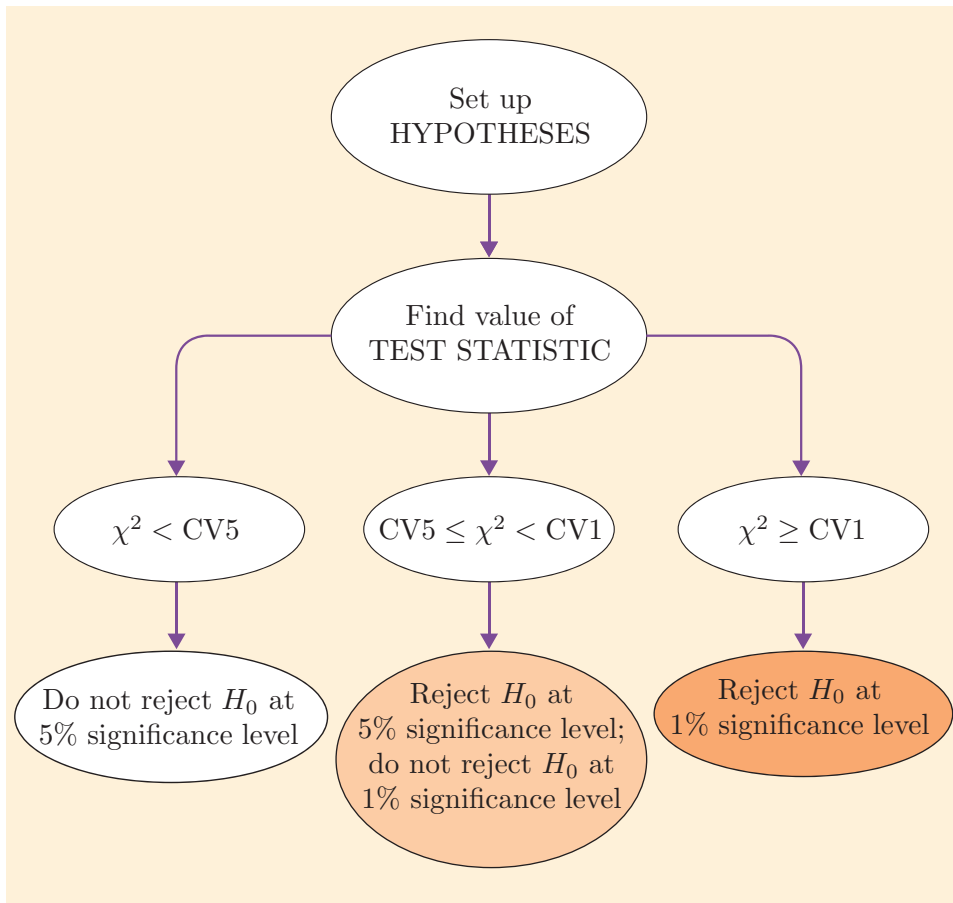 Set up
HYPOTHESES
Find value of
TEST STATISTIC
χ² < CV5
CV5 ≤ χ² < CV1
χ² ≥ CV1
Do not reject H₀ at
5% significance level
Reject H₀ at
5% significance level;
do not reject H₀ at
1% significance level
Reject H₀ at
1% significance level